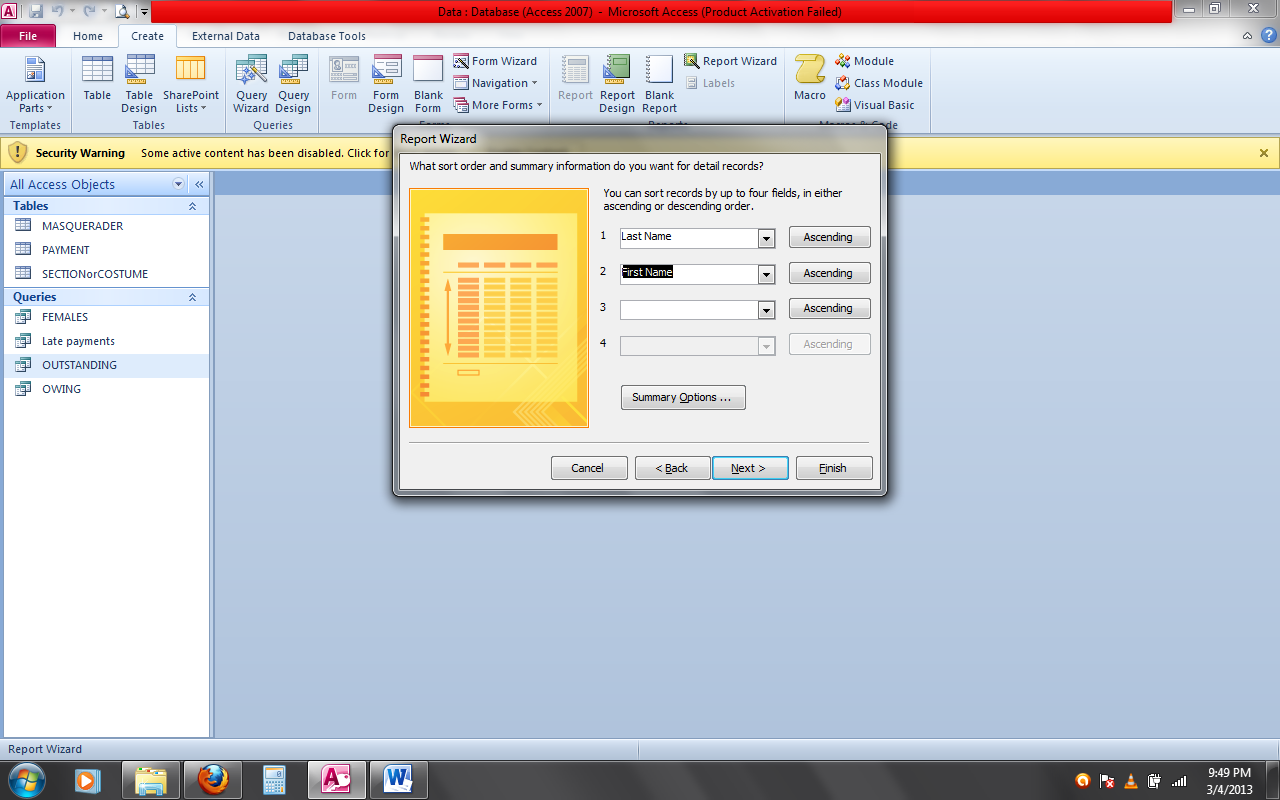 Data : Database (Access 2007) - Microsoft Access (Product Activation Failed)
File Home Create External Data Database Tools
Application Parts
Table
Table Design
SharePoint Lists
Query Wizard
Query Design
Form
Form Design
Blank Form
Form Wizard
Navigation
More Forms
Report
Report Design
Blank Report
Report Wizard
Labels
Macro
Module
Class Module
Visual Basic
Templates Tables Queries
Security Warning Some active content has been disabled. Click for
All Access Objects
Tables
MASQUERADER
PAYMENT
SECTIONorCOSTUME
Queries
FEMALES
Late payments
OUTSTANDING
OWING
Report Wizard
What sort order and summary information do you want for detail records?
You can sort records by up to four fields, in either
ascending or descending order.
1 Last Name Ascending
2 First Name Ascending
3 Ascending
4 Ascending
Summary Options ...
Cancel < Back Next > Finish
Report Wizard
9:49 PM
3/4/2013